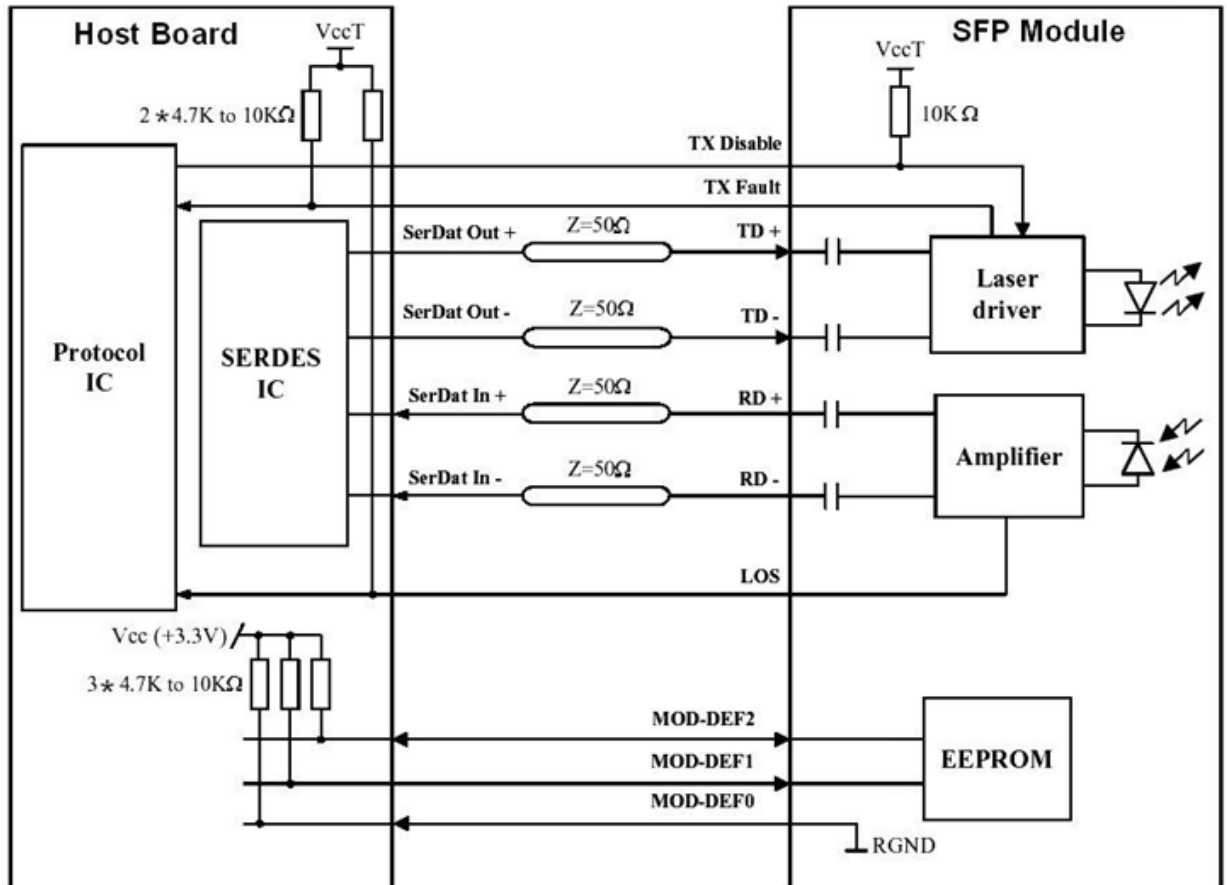 Host Board
VccT
SFP Module
VccT
2*4.7K to 10KΩ
10KΩ
TX Disable
TX Fault
SerDat Out +
Z=50Ω
TD +
Laser
driver
SerDat Out -
Z=50Ω
TD -
Protocol
IC
SERDES
IC
SerDat In +
Z=50Ω
RD +
Amplifier
SerDat In -
Z=50Ω
RD -
LOS
Vcc (+3.3V)
3*4.7K to 10KΩ
MOD-DEF2
MOD-DEF1
EEPROM
MOD-DEF0
RGND